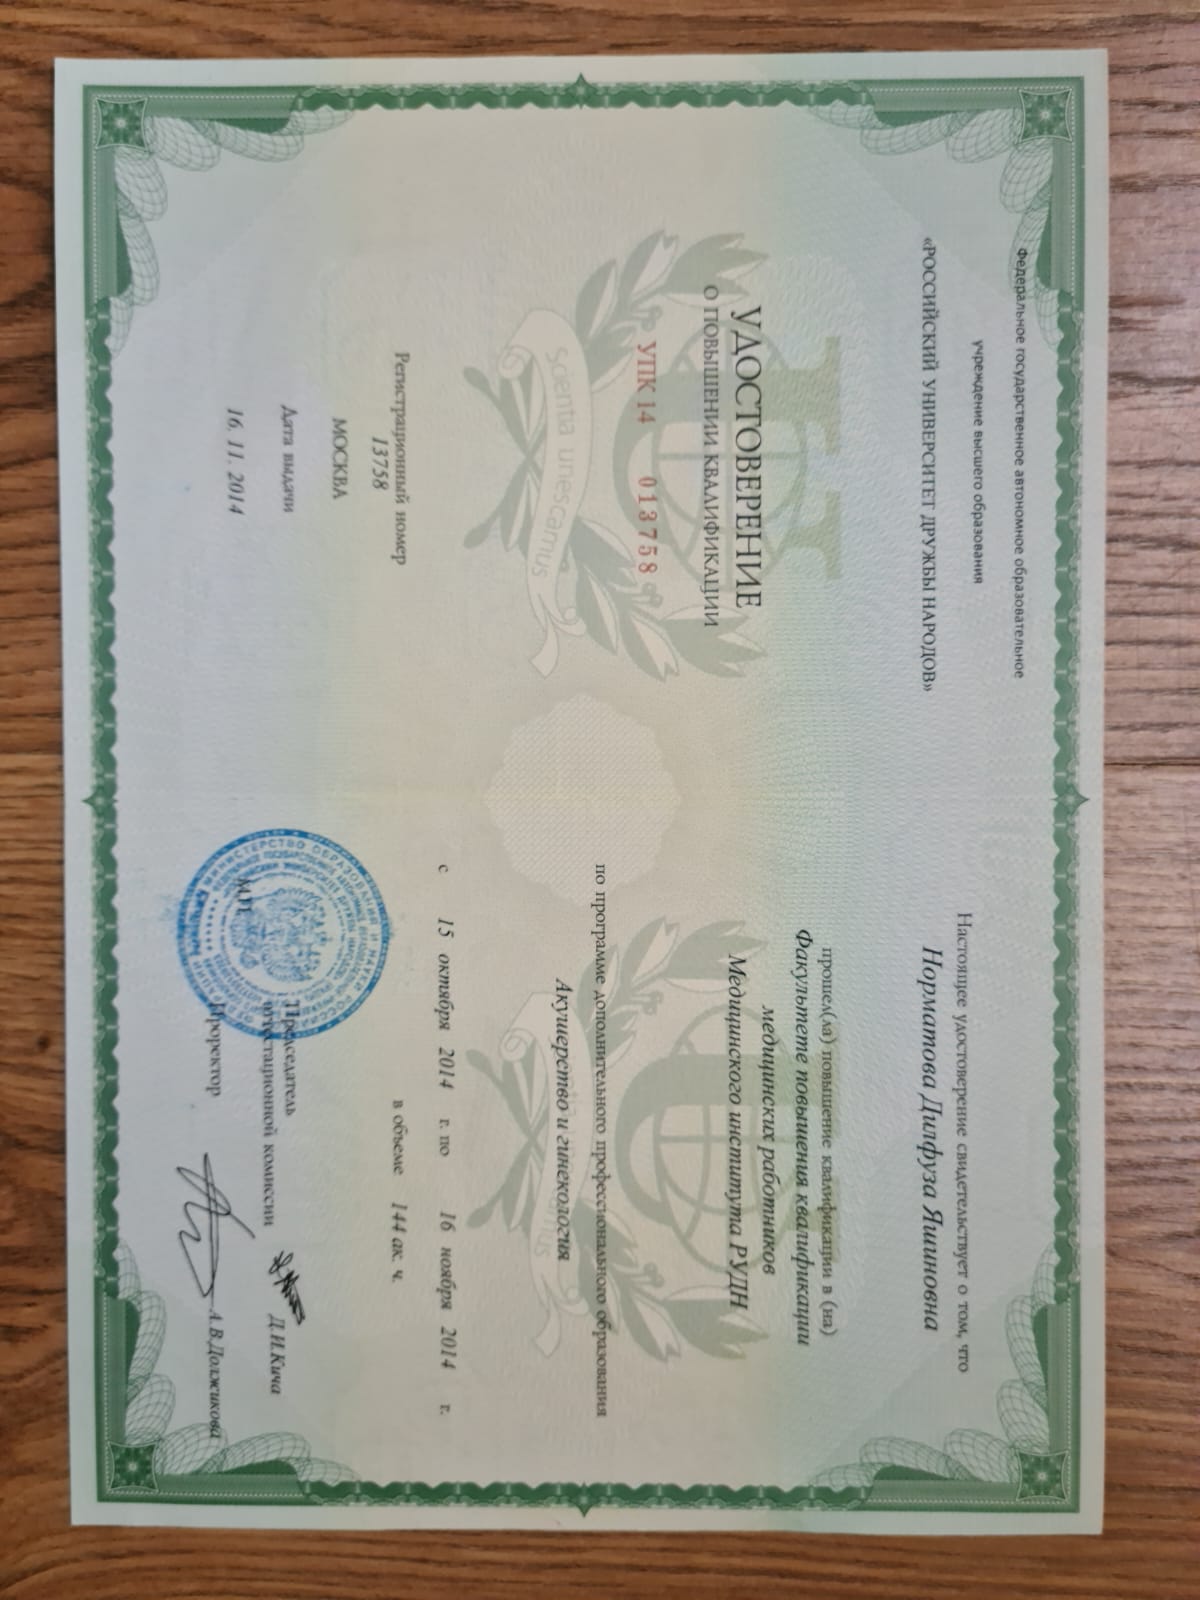 Федеральное государственное автономное образовательное
учреждение высшего образования
«РОССИЙСКИЙ УНИВЕРСИТЕТ ДРУЖБЫ НАРОДОВ»
УДОСТОВЕРЕНИЕ
О ПОВЫШЕНИИ КВАЛИФИКАЦИИ
УПК 14 013758
Scientia unescamus
Регистрационный номер
13758
МОСКВА
Дата выдачи
16. 11. 2014
Настоящее удостоверение свидетельствует о том, что
Норматова Дилфуза Яшиновна
прошел(ла) повышение квалификации в (на)
Факультете повышения квалификации
медицинских работников
Медицинского института РУДН
по программе дополнительного профессионального образования
Акушерство и гинекология
с 15 октября 2014 г. по 16 ноября 2014 г.
в объеме 144 ак. ч.
Председатель
аттестационной комиссии Д.И.Кича
М.П.
Проректор А.В.Должикова